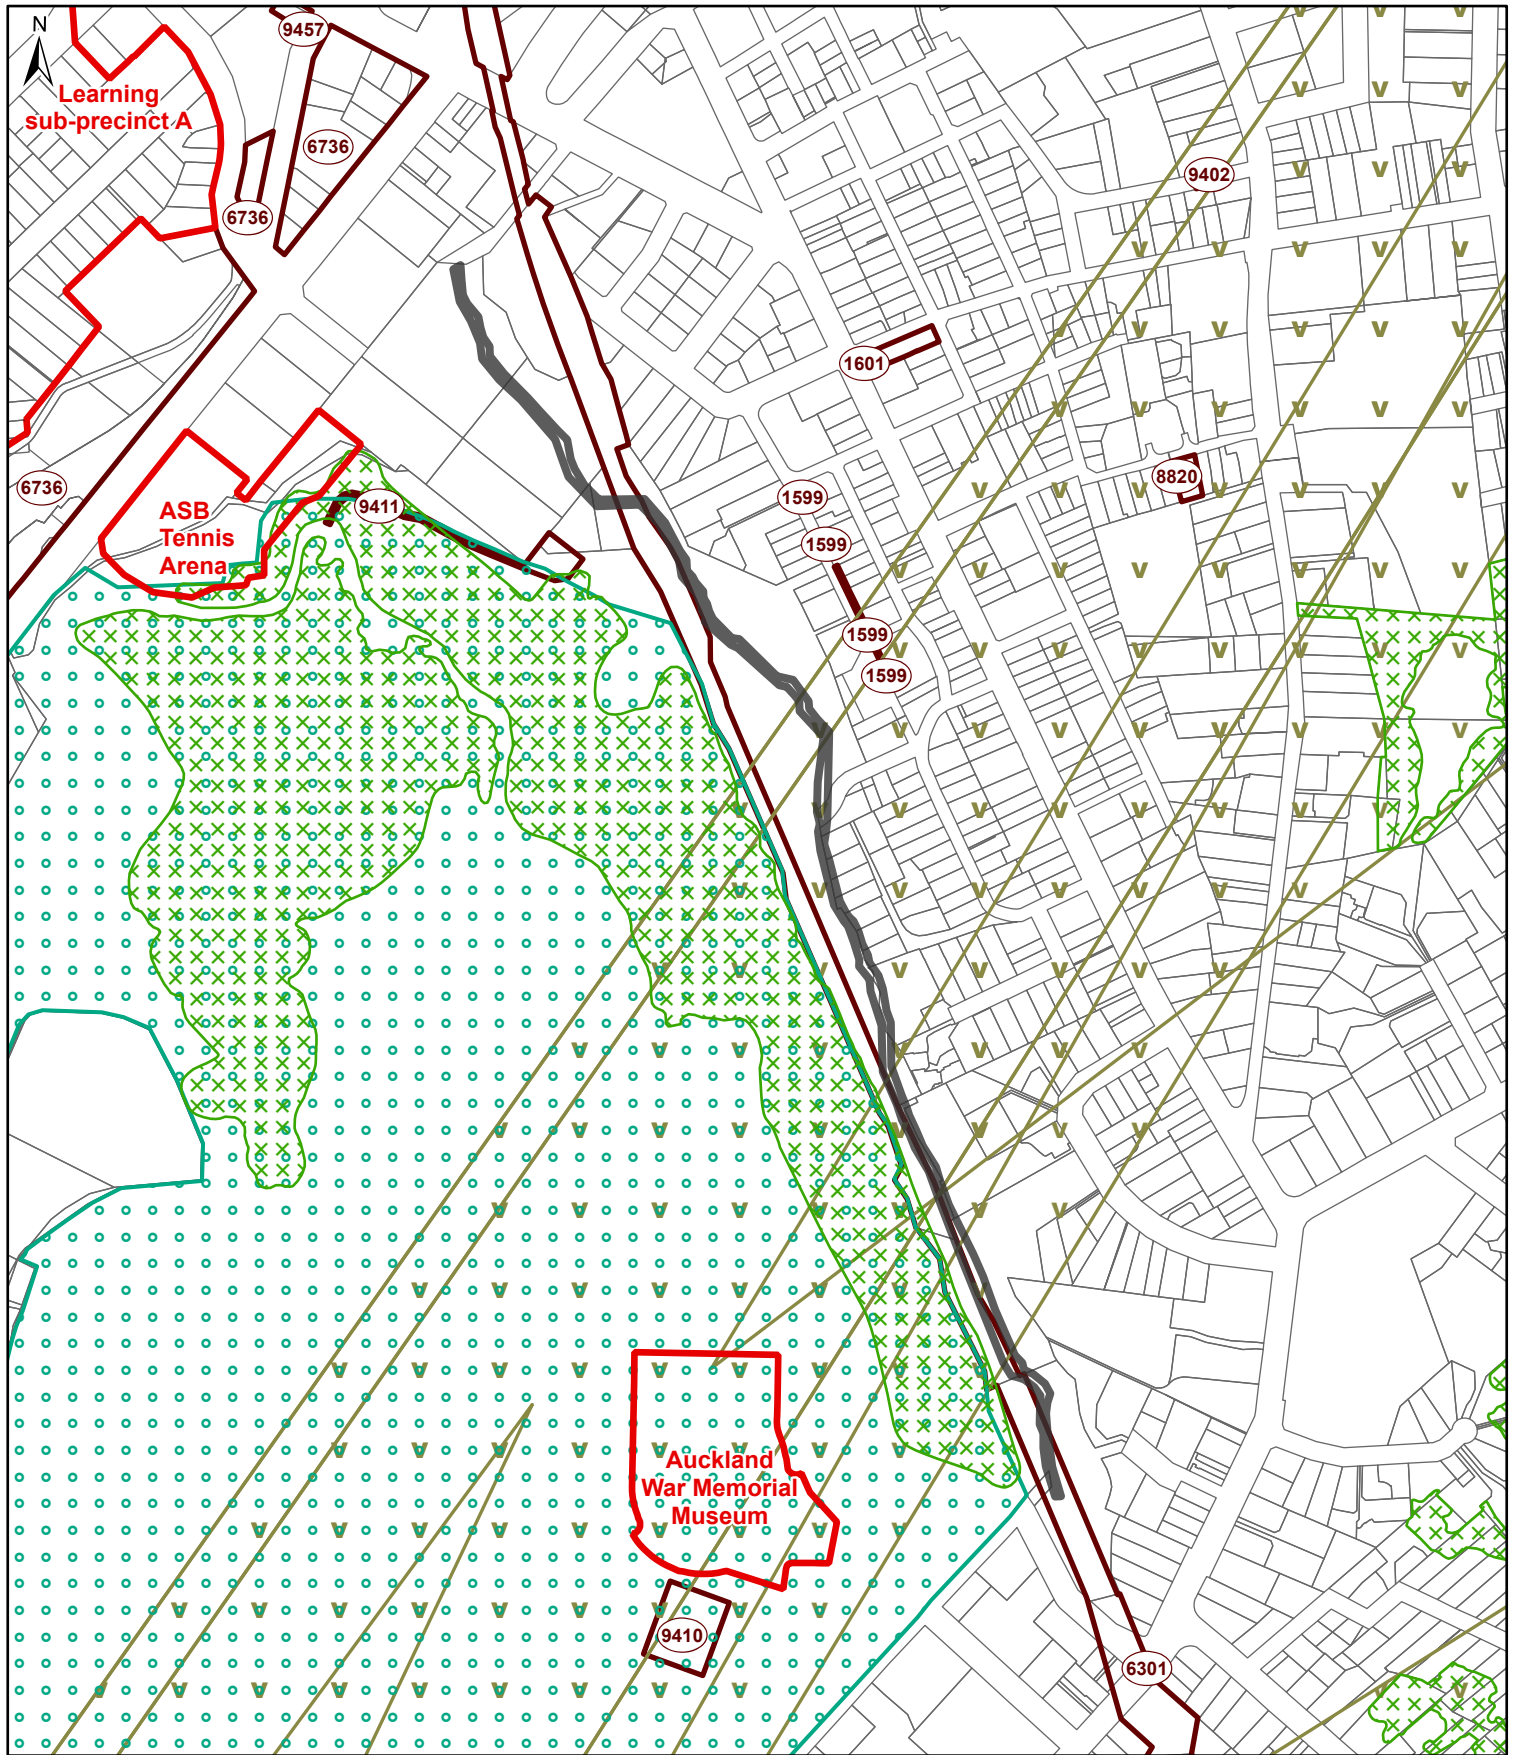 N
9457
Learning
sub-precinct A
6736
9402
6736
1601
8820
6736
1599
9411
ASB
Tennis
Arena
1599
1599
1599
Auckland
War Memorial
Museum
9410
6301